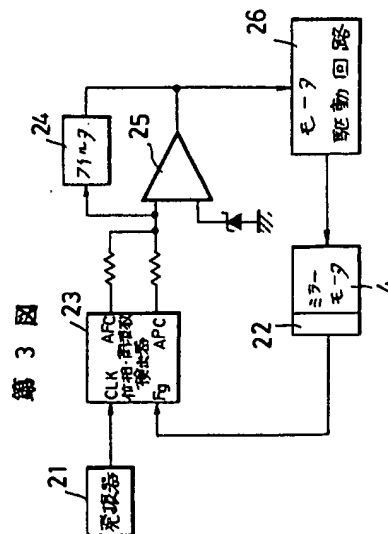 第 3 図
21
発振器
23
CLK AFC
位相・周波数
検出器
Fg APC
24
フィルタ
25
26
モータ
駆動回路
22
ミラー
モータ
4